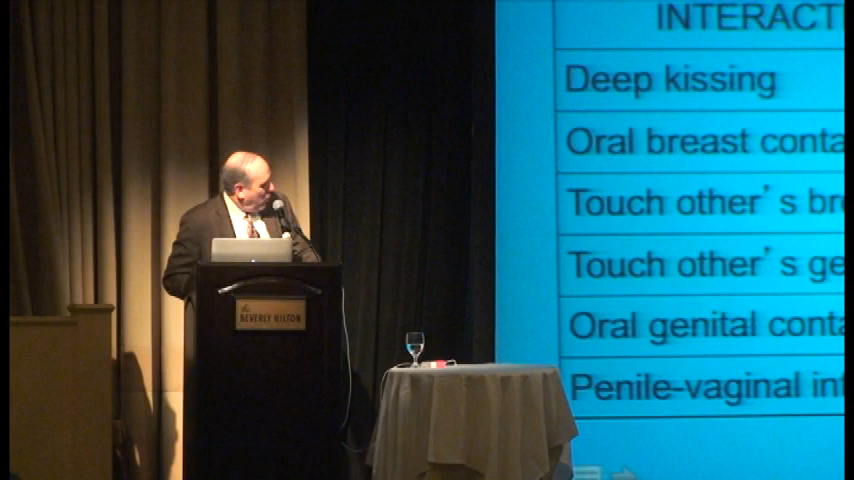 the
BEVERLY HILTON
INTERACT
Deep kissing
Oral breast conta
Touch other's br
Touch other's ge
Oral genital conta
Penile-vaginal int